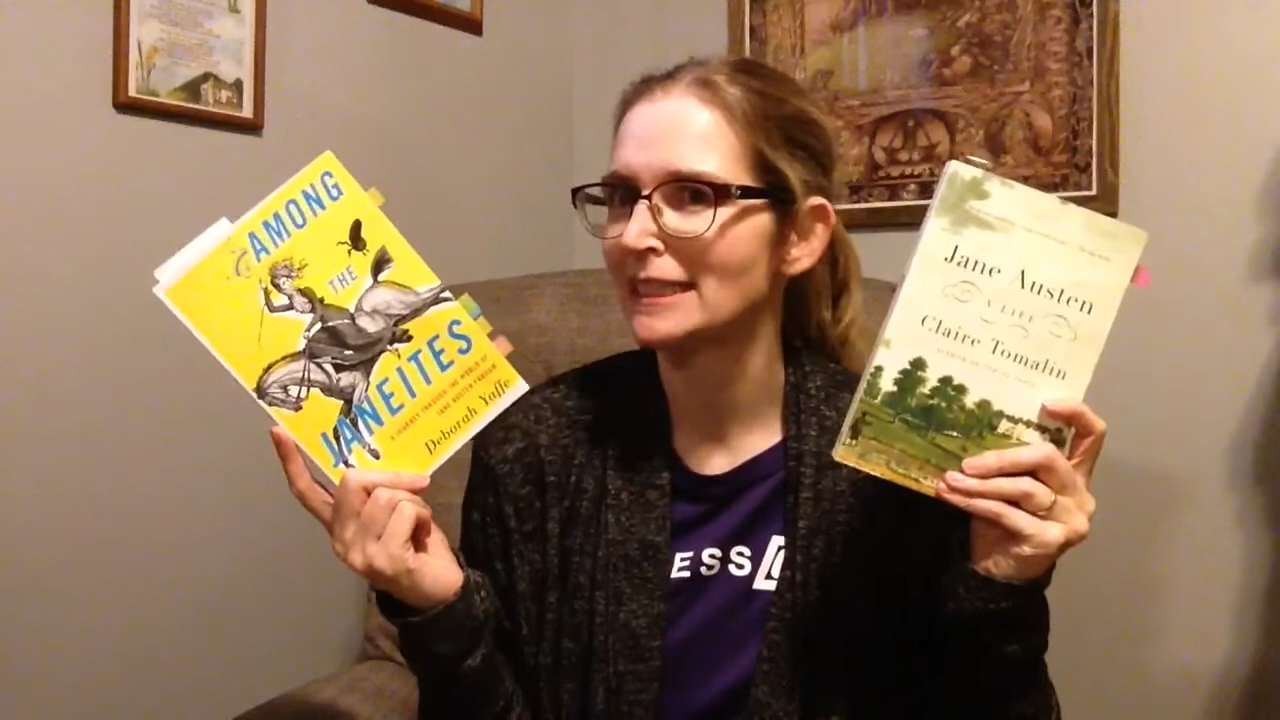 AMONG
THE
JANEITES
A JOURNEY THROUGH THE WORLD OF
JANE AUSTEN FANDOM
Deborah Yaffe
Jane Austen
A LIFE
Claire Tomalin
ESS